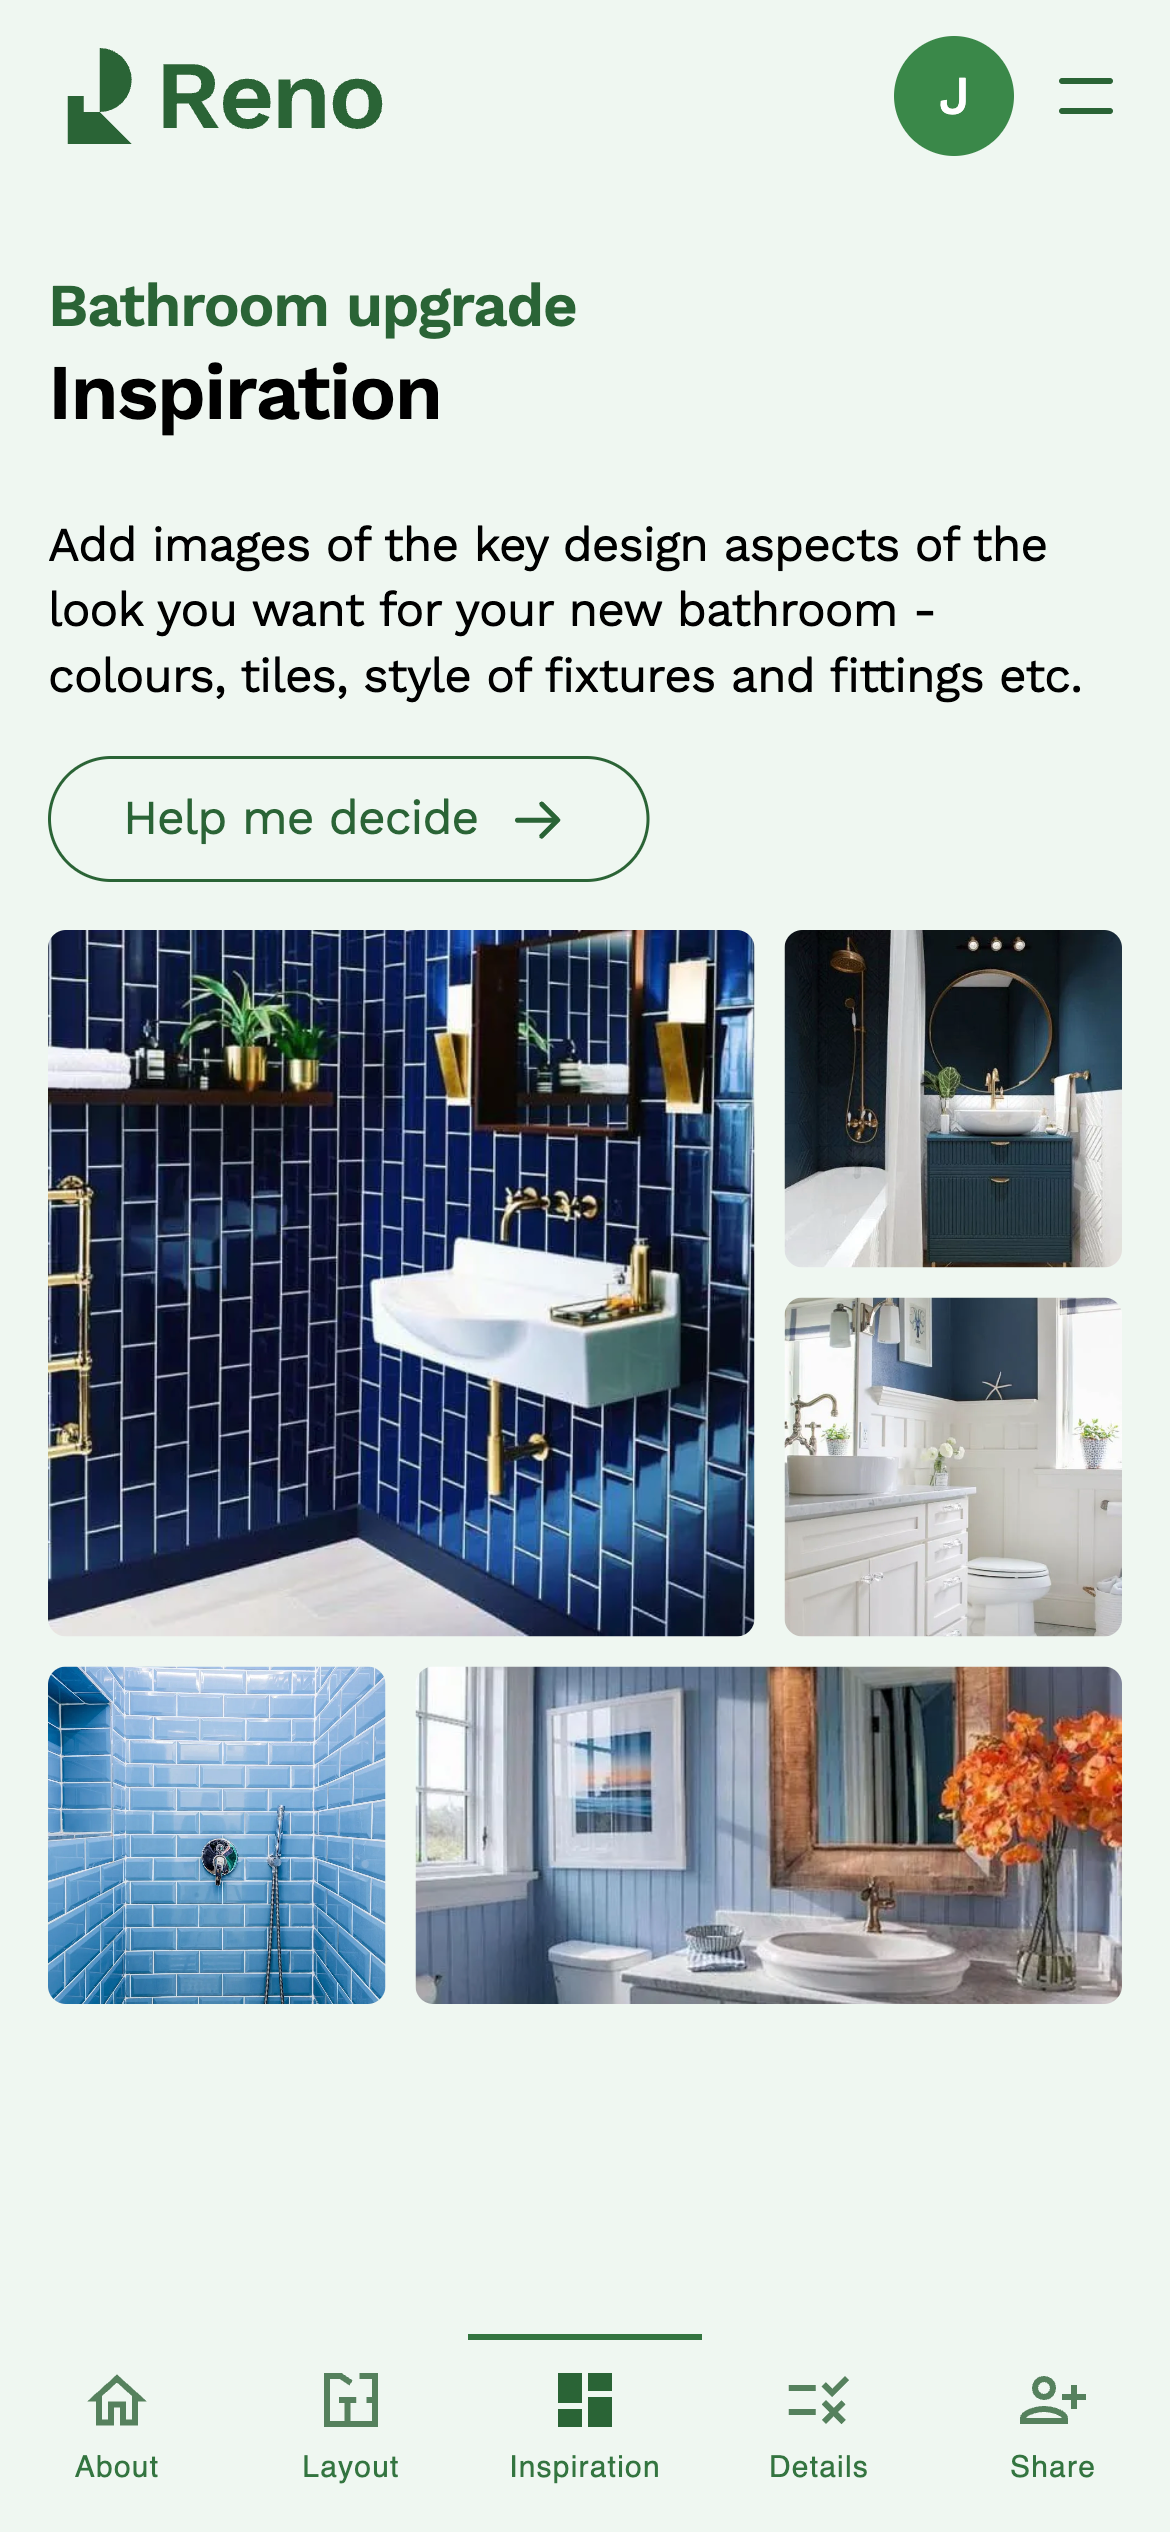 Reno
J
Bathroom upgrade
Inspiration
Add images of the key design aspects of the
look you want for your new bathroom -
colours, tiles, style of fixtures and fittings etc.
Help me decide
About
Layout
Inspiration
Details
Share